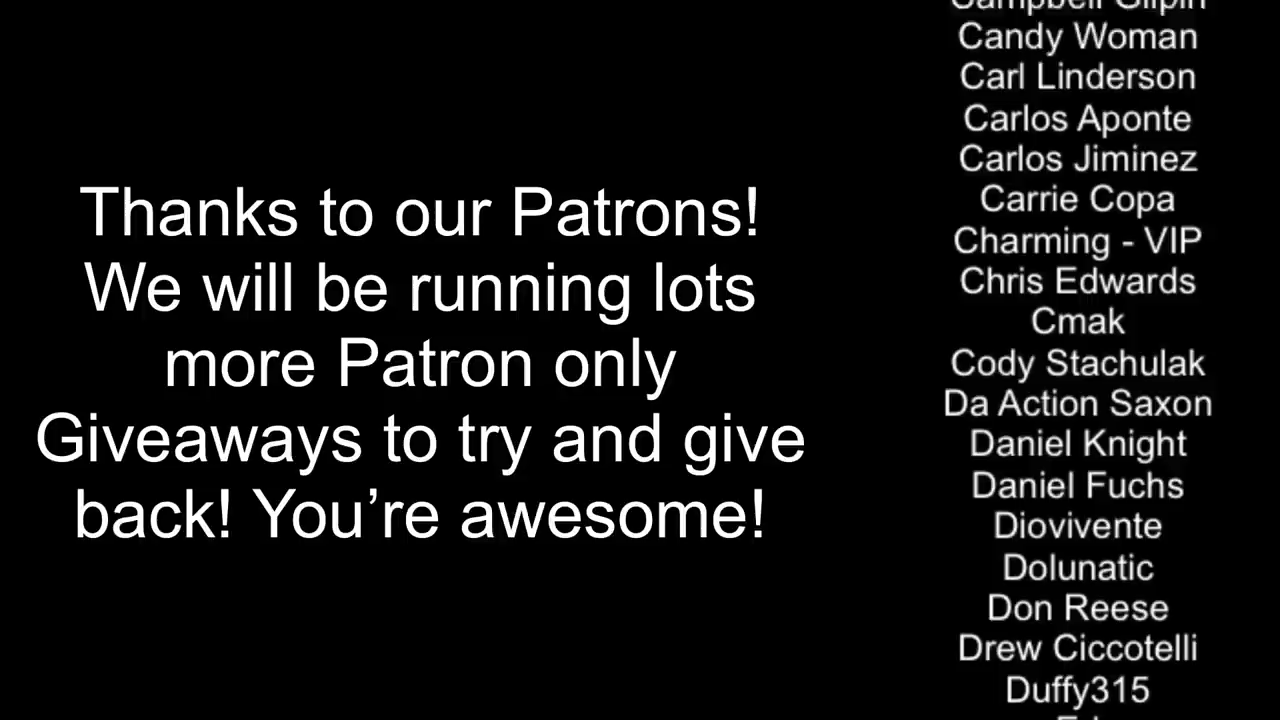 Thanks to our Patrons!
We will be running lots
more Patron only
Giveaways to try and give
back! You’re awesome!
Campbell Gilpin
Candy Woman
Carl Linderson
Carlos Aponte
Carlos Jiminez
Carrie Copa
Charming - VIP
Chris Edwards
Cmak
Cody Stachulak
Da Action Saxon
Daniel Knight
Daniel Fuchs
Diovivente
Dolunatic
Don Reese
Drew Ciccotelli
Duffy315